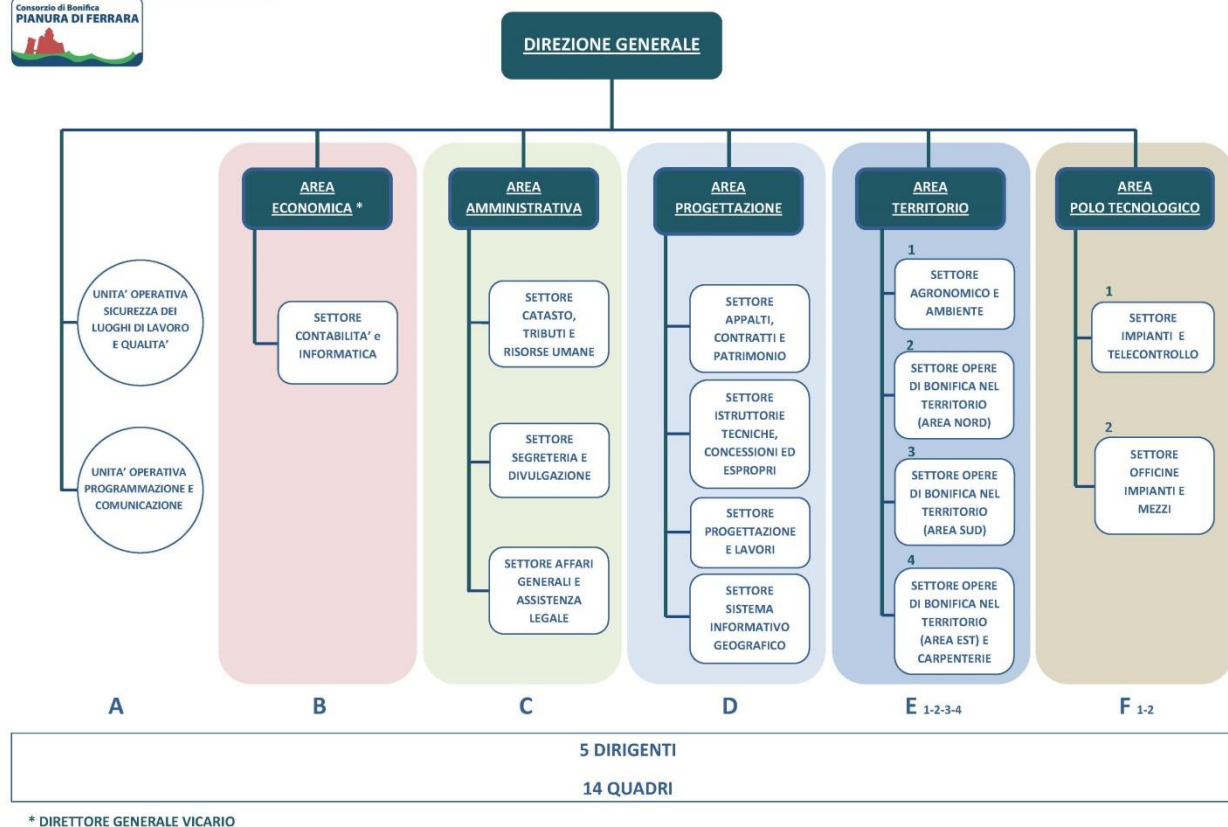 Consorzio di Bonifica
PIANURA DI FERRARA
DIREZIONE GENERALE
AREA
ECONOMICA *
AREA
AMMINISTRATIVA
AREA
PROGETTAZIONE
AREA
TERRITORIO
AREA
POLO TECNOLOGICO
UNITA’ OPERATIVA
SICUREZZA DEI
LUOGHI DI LAVORO
E QUALITA’
UNITA’ OPERATIVA
PROGRAMMAZIONE E
COMUNICAZIONE
SETTORE
CONTABILITA’ e
INFORMATICA
SETTORE
CATASTO,
TRIBUTI E
RISORSE UMANE
SETTORE
SEGRETERIA E
DIVULGAZIONE
SETTORE AFFARI
GENERALI E
ASSISTENZA
LEGALE
SETTORE
APPALTI,
CONTRATTI E
PATRIMONIO
SETTORE
ISTRUTTORIE
TECNICHE,
CONCESSIONI ED
ESPROPRI
SETTORE
PROGETTAZIONE
E LAVORI
SETTORE
SISTEMA
INFORMATIVO
GEOGRAFICO
1
SETTORE
AGRONOMICO E
AMBIENTE
2
SETTORE OPERE
DI BONIFICA NEL
TERRITORIO
(AREA NORD)
3
SETTORE OPERE
DI BONIFICA NEL
TERRITORIO
(AREA SUD)
4
SETTORE OPERE
DI BONIFICA NEL
TERRITORIO
(AREA EST) E
CARPENTERIE
1
SETTORE
IMPIANTI E
TELECONTROLLO
2
SETTORE
OFFICINE
IMPIANTI E
MEZZI
A
B
C
D
E 1-2-3-4
F 1-2
5 DIRIGENTI
14 QUADRI
* DIRETTORE GENERALE VICARIO